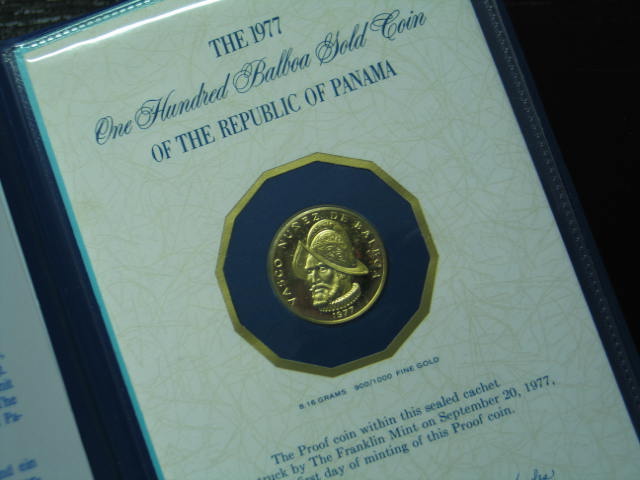 THE 1977
One Hundred Balboa Gold Coin
OF THE REPUBLIC OF PANAMA
VASCO NUÑEZ DE BALBOA
1977
8.16 GRAMS 900/1000 FINE GOLD
The Proof coin within this sealed cachet
struck by The Franklin Mint on September 20, 1977,
first day of minting of this Proof coin.